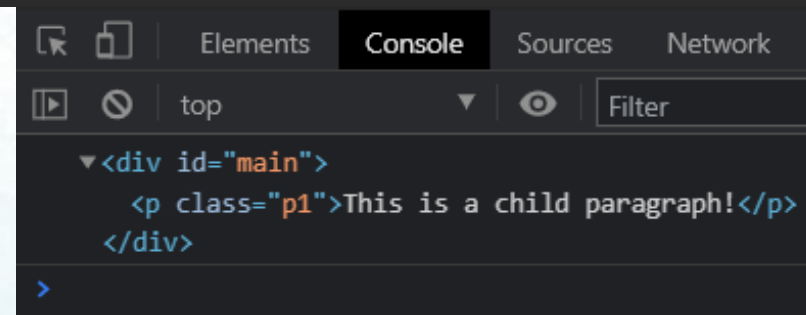 Elements Console Sources Network
top Filter
<div id="main">
<p class="p1">This is a child paragraph!</p>
</div>
>